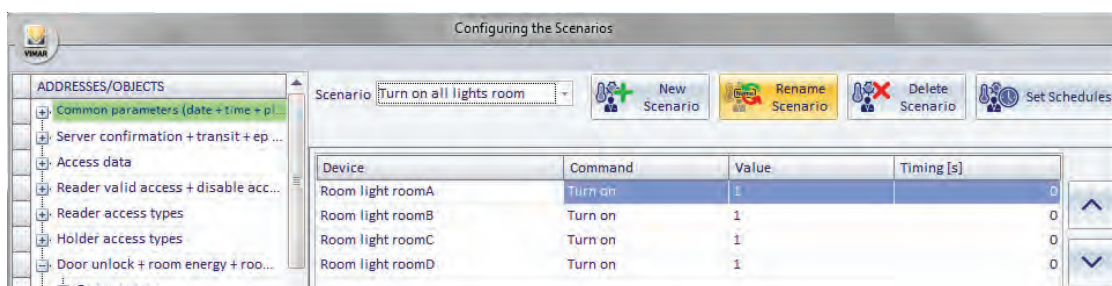 Configuring the Scenarios
VIMAR
ADDRESSES/OBJECTS
Common parameters (date + time + pl...
Server confirmation + transit + ep ...
Access data
Reader valid access + disable acc...
Reader access types
Holder access types
Door unlock + room energy + roo...
Scenario Turn on all lights room
New Scenario
Rename Scenario
Delete Scenario
Set Schedules
Device Command Value Timing [s]
Room light roomA Turn on 1 0
Room light roomB Turn on 1 0
Room light roomC Turn on 1 0
Room light roomD Turn on 1 0